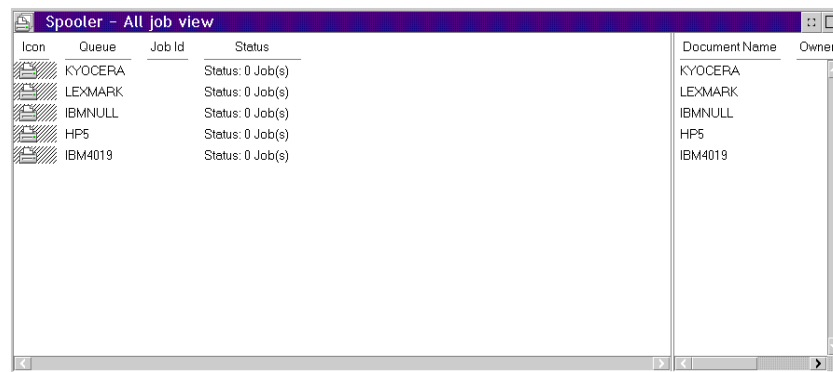 Spooler - All job view
Icon Queue Job Id Status Document Name Owner
KYOCERA Status: 0 Job(s) KYOCERA
LEXMARK Status: 0 Job(s) LEXMARK
IBMNULL Status: 0 Job(s) IBMNULL
HP5 Status: 0 Job(s) HP5
IBM4019 Status: 0 Job(s) IBM4019